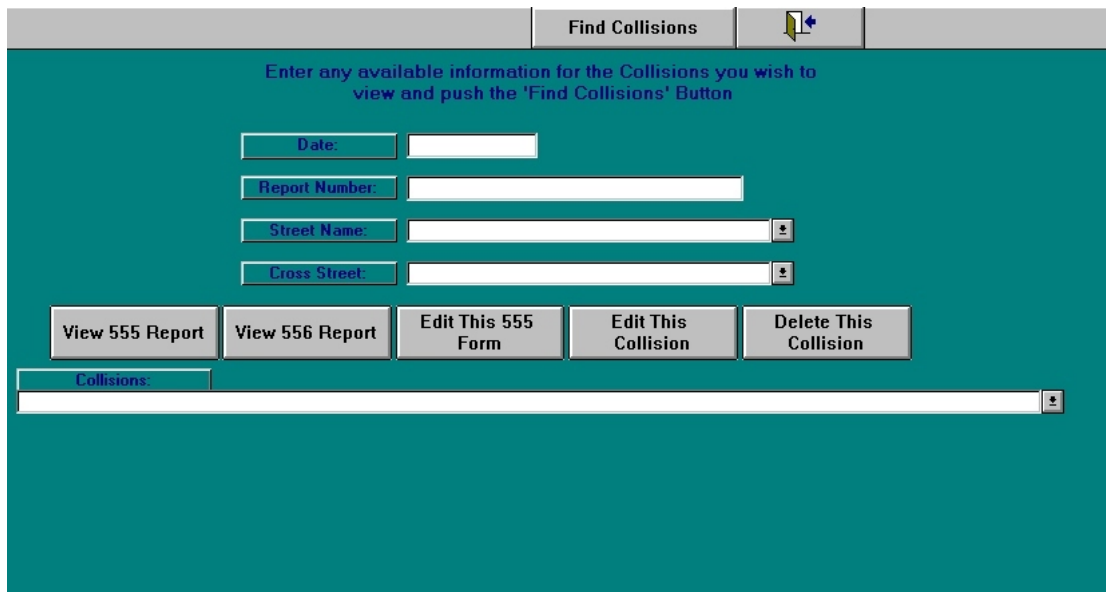 Find Collisions
Enter any available information for the Collisions you wish to
view and push the 'Find Collisions' Button
Date:
Report Number:
Street Name:
Cross Street:
View 555 Report
View 556 Report
Edit This 555
Form
Edit This
Collision
Delete This
Collision
Collisions: